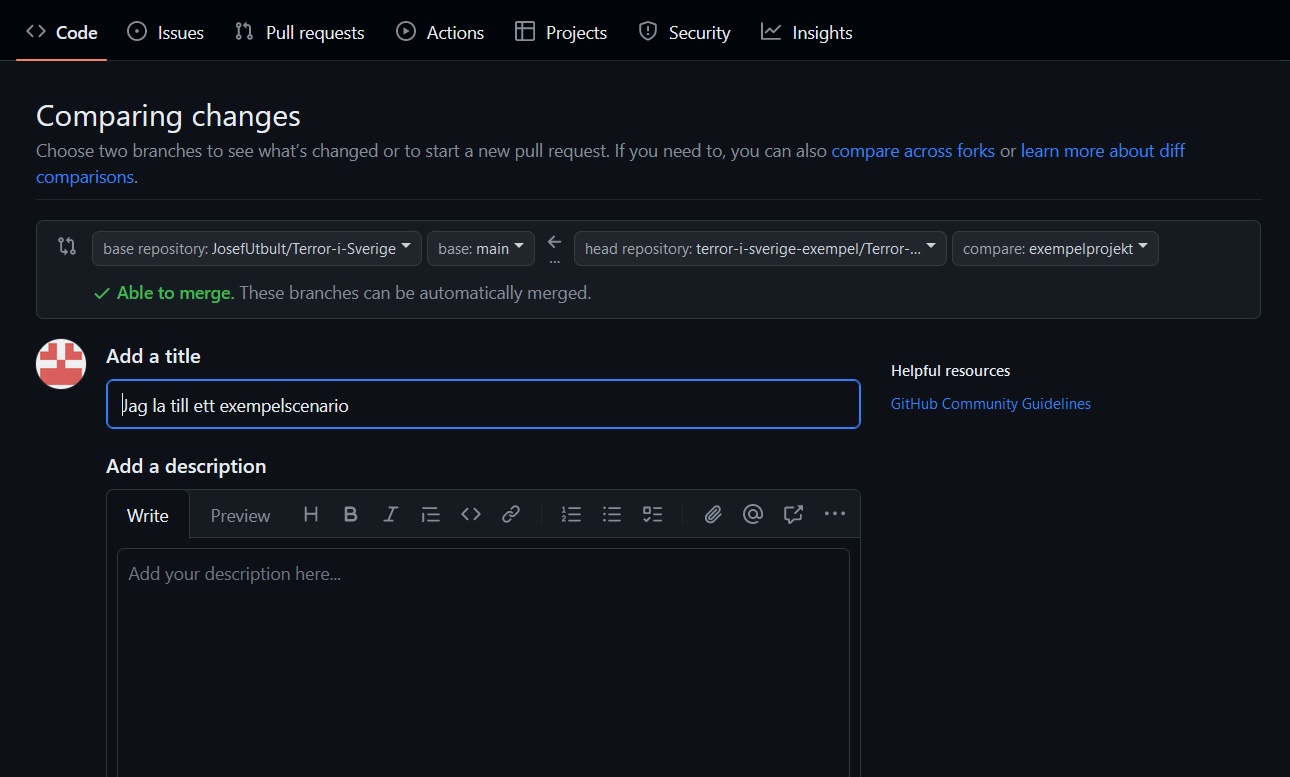 Code Issues Pull requests Actions Projects Security Insights
Comparing changes
Choose two branches to see what's changed or to start a new pull request. If you need to, you can also compare across forks or learn more about diff
comparisons.
base repository: JosefUtbult/Terror-i-Sverige base: main ... head repository: terror-i-sverige-exempel/Terror-... compare: exempelprojekt
Able to merge. These branches can be automatically merged.
Add a title
Helpful resources
Jag la till ett exempelscenario
GitHub Community Guidelines
Add a description
Write Preview H B I
Add your description here...